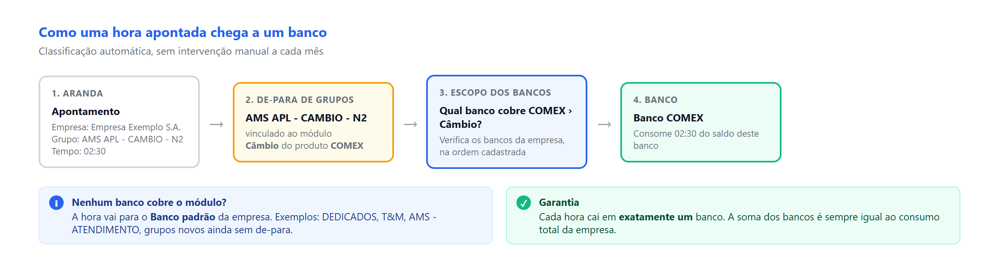 Como uma hora apontada chega a um banco
Classificação automática, sem intervenção manual a cada mês
1. ARANDA
Apontamento
Empresa: Empresa Exemplo S.A.
Grupo: AMS APL - CAMBIO - N2
Tempo: 02:30
→
2. DE-PARA DE GRUPOS
AMS APL - CAMBIO - N2
vinculado ao módulo
Câmbio do produto COMEX
→
3. ESCOPO DOS BANCOS
Qual banco cobre COMEX ›
Câmbio?
Verifica os bancos da empresa,
na ordem cadastrada
→
4. BANCO
Banco COMEX
Consome 02:30 do saldo deste
banco
i
Nenhum banco cobre o módulo?
A hora vai para o Banco padrão da empresa. Exemplos: DEDICADOS, T&M, AMS -
ATENDIMENTO, grupos novos ainda sem de-para.
✓
Garantia
Cada hora cai em exatamente um banco. A soma dos bancos é sempre igual ao consumo
total da empresa.